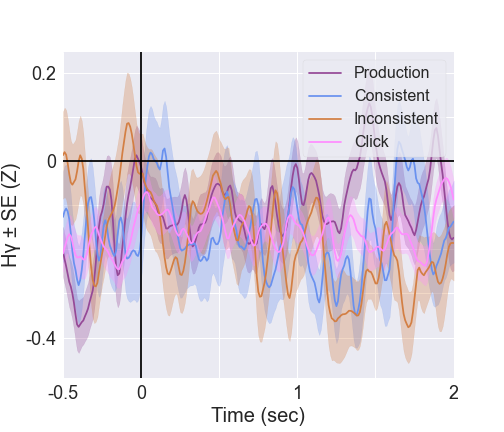 Production
Consistent
Inconsistent
Click
0.2
0
-0.4
Hγ ± SE (Z)
-0.5
0
1
2
Time (sec)